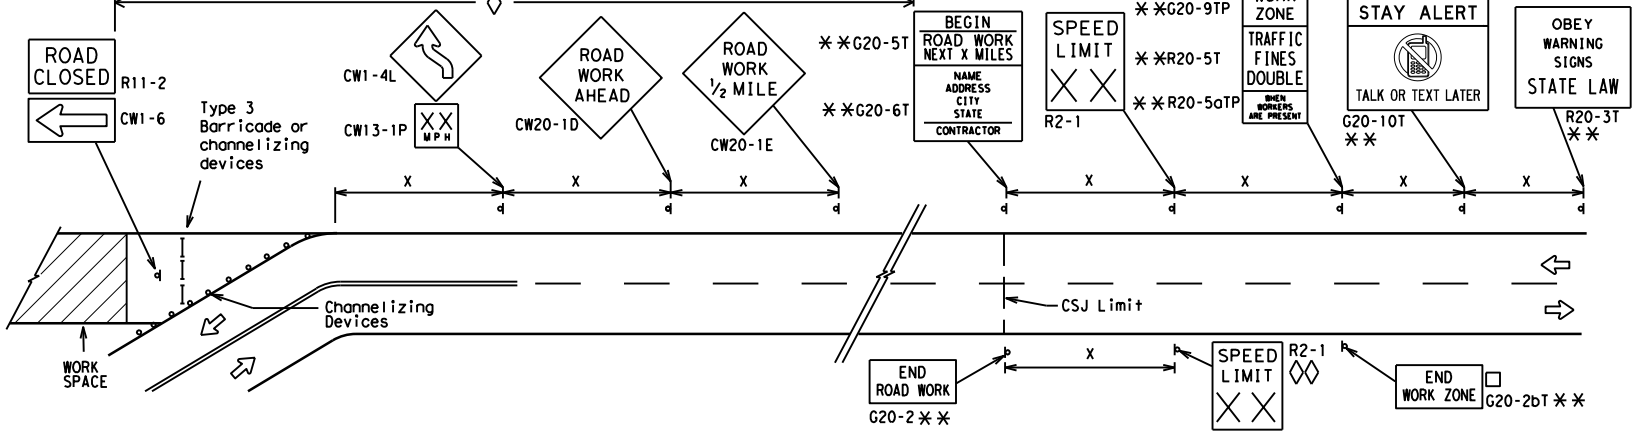 ROAD
CLOSED
R11-2
CW1-6
Type 3
Barricade or
channelizing
devices
CW1-4L
CW13-1P
XX
MPH
ROAD
WORK
AHEAD
CW20-1D
ROAD
WORK
1/2 MILE
CW20-1E
**G20-5T
**G20-6T
BEGIN
ROAD WORK
NEXT X MILES
NAME
ADDRESS
CITY
STATE
CONTRACTOR
SPEED
LIMIT
X X
R2-1
**G20-9TP
**R20-5T
**R20-5aTP
ZONE
TRAFFIC
FINES
DOUBLE
WHEN
WORKERS
ARE PRESENT
STAY ALERT
TALK OR TEXT LATER
G20-10T
**
OBEY
WARNING
SIGNS
STATE LAW
R20-3T
**
X
X
X
X
X
X
X
Channelizing
Devices
CSJ Limit
WORK
SPACE
END
ROAD WORK
G20-2 **
X
SPEED
LIMIT
X X
R2-1
END
WORK ZONE
G20-2bT **